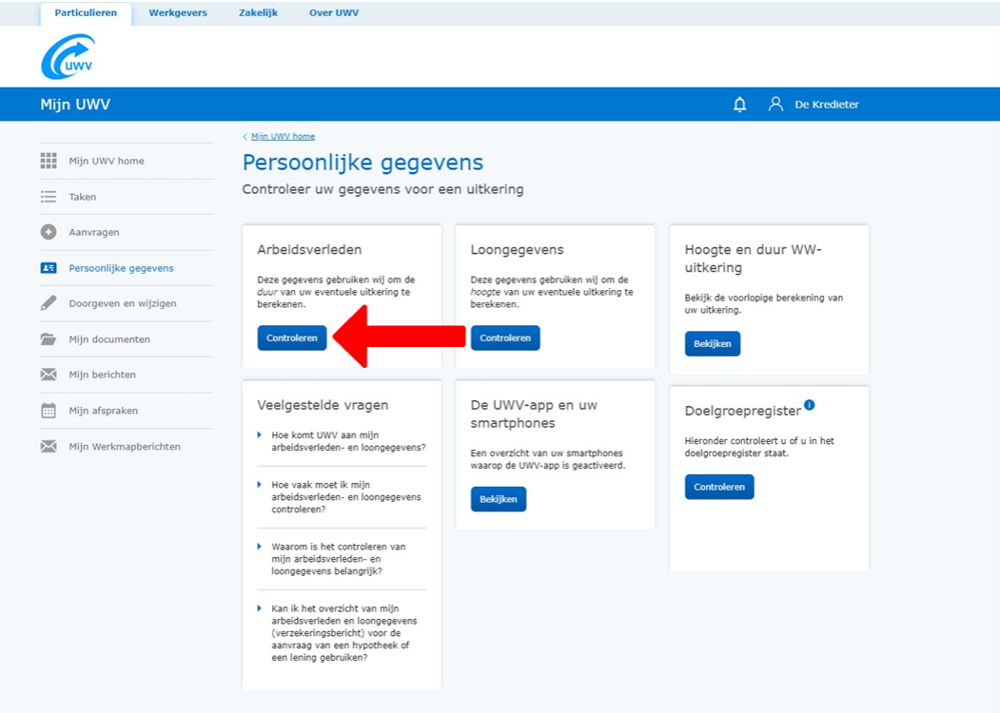 Particulieren
Werkgevers
Zakelijk
Over UWV
UWV
Mijn UWV
De Kredieter
Mijn UWV home
Taken
Aanvragen
Persoonlijke gegevens
Doorgeven en wijzigen
Mijn documenten
Mijn berichten
Mijn afspraken
Mijn Werkmapberichten
< Mijn UWV home
Persoonlijke gegevens
Controleer uw gegevens voor een uitkering
Arbeidsverleden
Deze gegevens gebruiken wij om de
duur van uw eventuele uitkering te
berekenen.
Controleren
Loongegevens
Deze gegevens gebruiken wij om de
hoogte van uw eventuele uitkering te
berekenen.
Controleren
Hoogte en duur WW-
uitkering
Bekijk de voorlopige berekening van
uw uitkering.
Bekijken
Veelgestelde vragen
Hoe komt UWV aan mijn
arbeidsverleden- en loongegevens?
Hoe vaak moet ik mijn
arbeidsverleden- en loongegevens
controleren?
Waarom is het controleren van
mijn arbeidsverleden- en
loongegevens belangrijk?
Kan ik het overzicht van mijn
arbeidsverleden en loongegevens
(verzekeringsbericht) voor de
aanvraag van een hypotheek of
een lening gebruiken?
De UWV-app en uw
smartphones
Een overzicht van uw smartphones
waarop de UWV-app is geactiveerd.
Bekijken
Doelgroepregister i
Hieronder controleert u of u in het
doelgroepregister staat.
Controleren